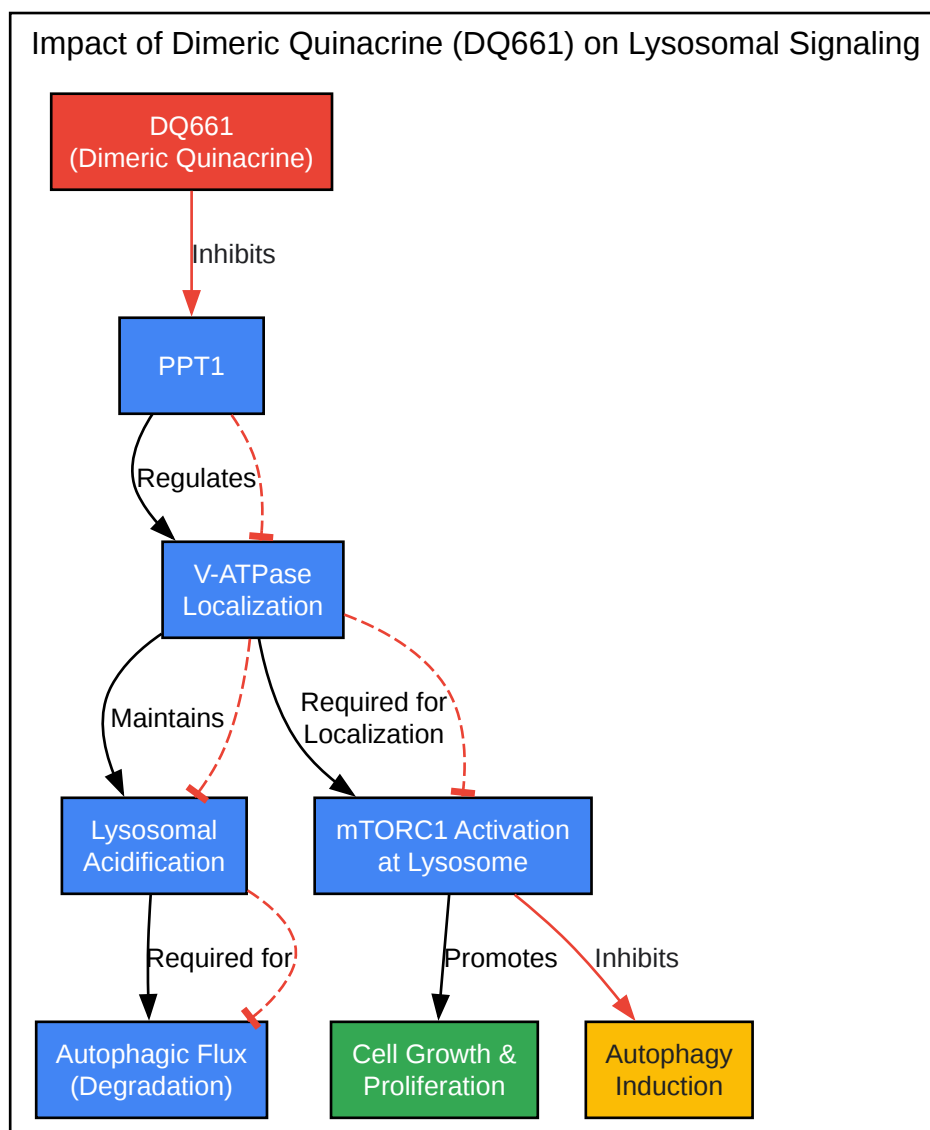 Impact of Dimeric Quinacrine (DQ661) on Lysosomal Signaling
DQ661
(Dimeric Quinacrine)
Inhibits
PPT1
Regulates
V-ATPase
Localization
Maintains
Required for
Localization
Lysosomal
Acidification
mTORC1 Activation
at Lysosome
Required for
Promotes
Inhibits
Autophagic Flux
(Degradation)
Cell Growth &
Proliferation
Autophagy
Induction